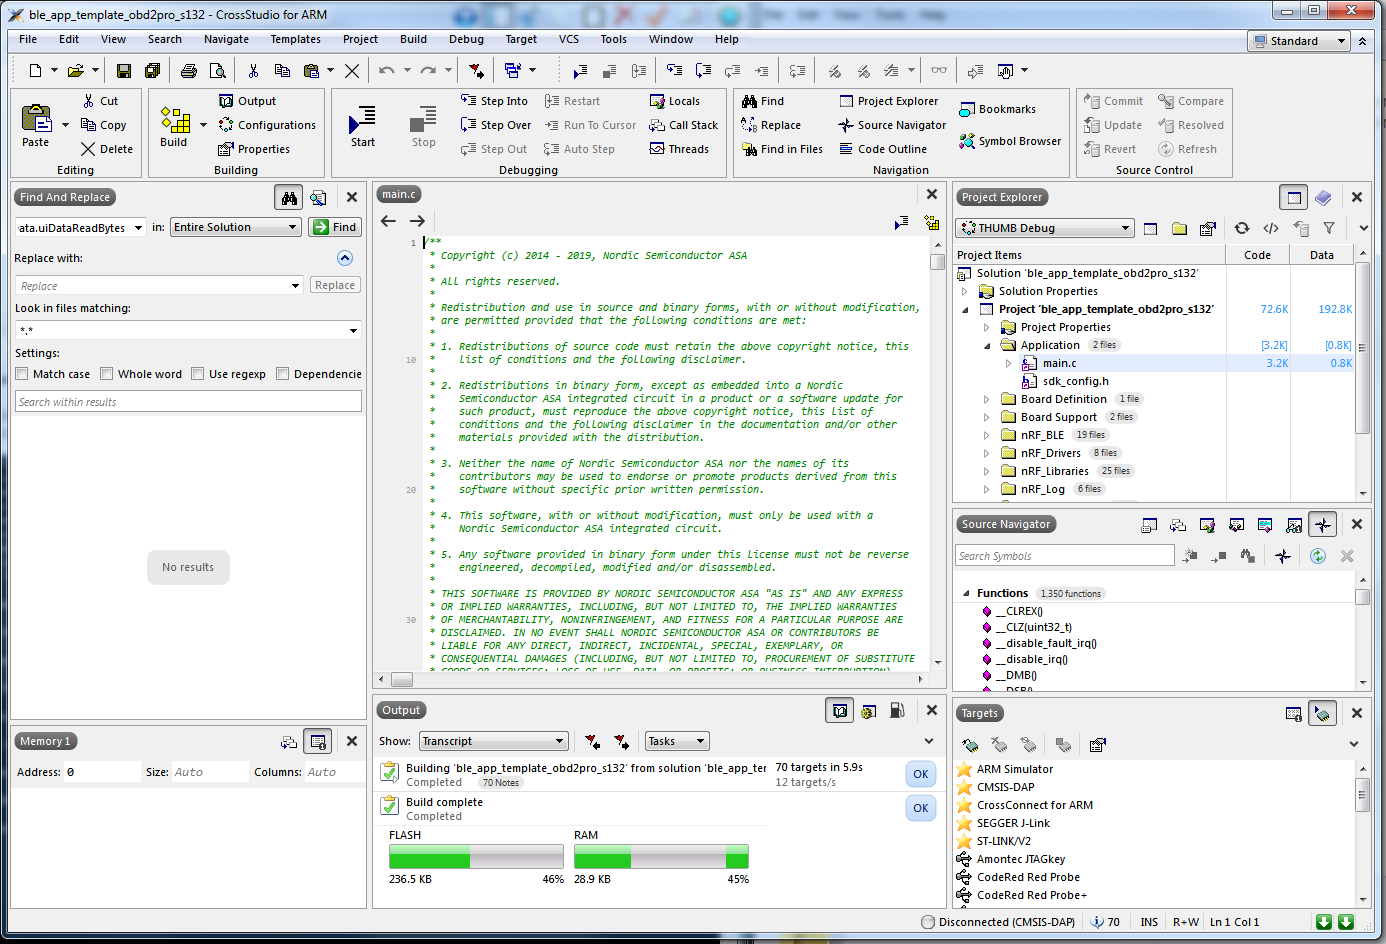 ble_app_template_obd2pro_s132 - CrossStudio for ARM
File Edit View Search Navigate Templates Project Build Debug Target VCS Tools Window Help
Standard
Paste
Cut
Copy
Delete
Editing
Build
Output
Configurations
Properties
Building
Start
Stop
Step Into
Step Over
Step Out
Restart
Run To Cursor
Auto Step
Locals
Call Stack
Threads
Debugging
Find
Replace
Find in Files
Project Explorer
Source Navigator
Code Outline
Bookmarks
Symbol Browser
Navigation
Commit
Update
Revert
Compare
Resolved
Refresh
Source Control
Find And Replace
ata.uiDataReadBytes in: Entire Solution Find
Replace with:
Replace Replace
Look in files matching:
*.*
Settings:
Match case Whole word Use regexp Dependencie
Search within results
No results
Memory 1
Address: 0 Size: Auto Columns: Auto
main.c
1 /**
* Copyright (c) 2014 - 2019, Nordic Semiconductor ASA
*
* All rights reserved.
*
* Redistribution and use in source and binary forms, with or without modification,
* are permitted provided that the following conditions are met:
*
* 1. Redistributions of source code must retain the above copyright notice, this
10 * list of conditions and the following disclaimer.
*
* 2. Redistributions in binary form, except as embedded into a Nordic
* Semiconductor ASA integrated circuit in a product or a software update for
* such product, must reproduce the above copyright notice, this list of
* conditions and the following disclaimer in the documentation and/or other
* materials provided with the distribution.
*
* 3. Neither the name of Nordic Semiconductor ASA nor the names of its
* contributors may be used to endorse or promote products derived from this
20 * software without specific prior written permission.
*
* 4. This software, with or without modification, must only be used with a
* Nordic Semiconductor ASA integrated circuit.
*
* 5. Any software provided in binary form under this license must not be reverse
* engineered, decompiled, modified and/or disassembled.
*
* THIS SOFTWARE IS PROVIDED BY NORDIC SEMICONDUCTOR ASA "AS IS" AND ANY EXPRESS
* OR IMPLIED WARRANTIES, INCLUDING, BUT NOT LIMITED TO, THE IMPLIED WARRANTIES
30 * OF MERCHANTABILITY, NONINFRINGEMENT, AND FITNESS FOR A PARTICULAR PURPOSE ARE
* DISCLAIMED. IN NO EVENT SHALL NORDIC SEMICONDUCTOR ASA OR CONTRIBUTORS BE
* LIABLE FOR ANY DIRECT, INDIRECT, INCIDENTAL, SPECIAL, EXEMPLARY, OR
* CONSEQUENTIAL DAMAGES (INCLUDING, BUT NOT LIMITED TO, PROCUREMENT OF SUBSTITUTE
* GOODS OR SERVICES; LOSS OF USE, DATA, OR PROFITS; OR BUSINESS INTERRUPTION)
Output
Show: Transcript Tasks
Building 'ble_app_template_obd2pro_s132' from solution 'ble_app_ter 70 targets in 5.9s OK
Completed 70 Notes 12 targets/s
Build complete OK
Completed
FLASH RAM
236.5 KB 46% 28.9 KB 45%
Project Explorer
THUMB Debug
Project Items Code Data
Solution 'ble_app_template_obd2pro_s132'
Solution Properties
Project 'ble_app_template_obd2pro_s132' 72.6K 192.8K
Project Properties
Application 2 files [3.2K] [0.8K]
main.c 3.2K 0.8K
sdk_config.h
Board Definition 1 file
Board Support 2 files
nRF_BLE 19 files
nRF_Drivers 8 files
nRF_Libraries 25 files
nRF_Log 6 files
Source Navigator
Search Symbols
Functions 1,350 functions
__CLREX()
__CLZ(uint32_t)
__disable_fault_irq()
__disable_irq()
__DMB()
__DSB()
Targets
ARM Simulator
CMSIS-DAP
CrossConnect for ARM
SEGGER J-Link
ST-LINK/V2
Amontec JTAGkey
CodeRed Red Probe
CodeRed Red Probe+
Disconnected (CMSIS-DAP) 70 INS R+W Ln 1 Col 1